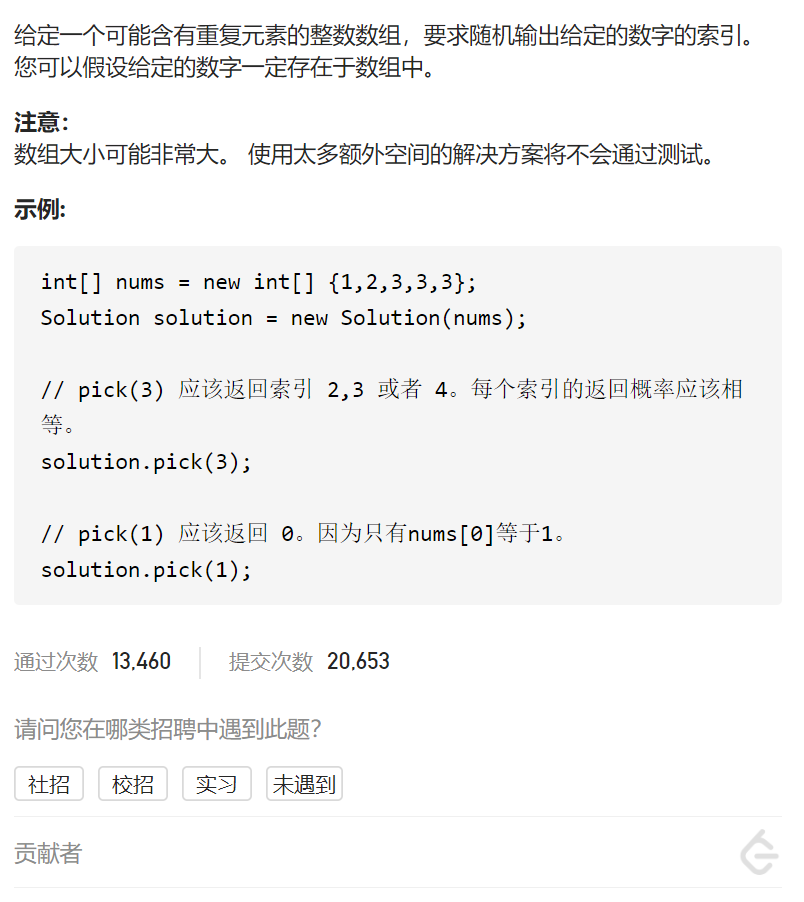 给定一个可能含有重复元素的整数数组，要求随机输出给定的数字的索引。
您可以假设给定的数字一定存在于数组中。
注意：
数组大小可能非常大。 使用太多额外空间的解决方案将不会通过测试。
示例:
int[] nums = new int[] {1,2,3,3,3};
Solution solution = new Solution(nums);
// pick(3) 应该返回索引 2,3 或者 4。每个索引的返回概率应该相
等。
solution.pick(3);
// pick(1) 应该返回 0。因为只有nums[0]等于1。
solution.pick(1);
通过次数 13,460 提交次数 20,653
请问您在哪类招聘中遇到此题？
社招 校招 实习 未遇到
贡献者